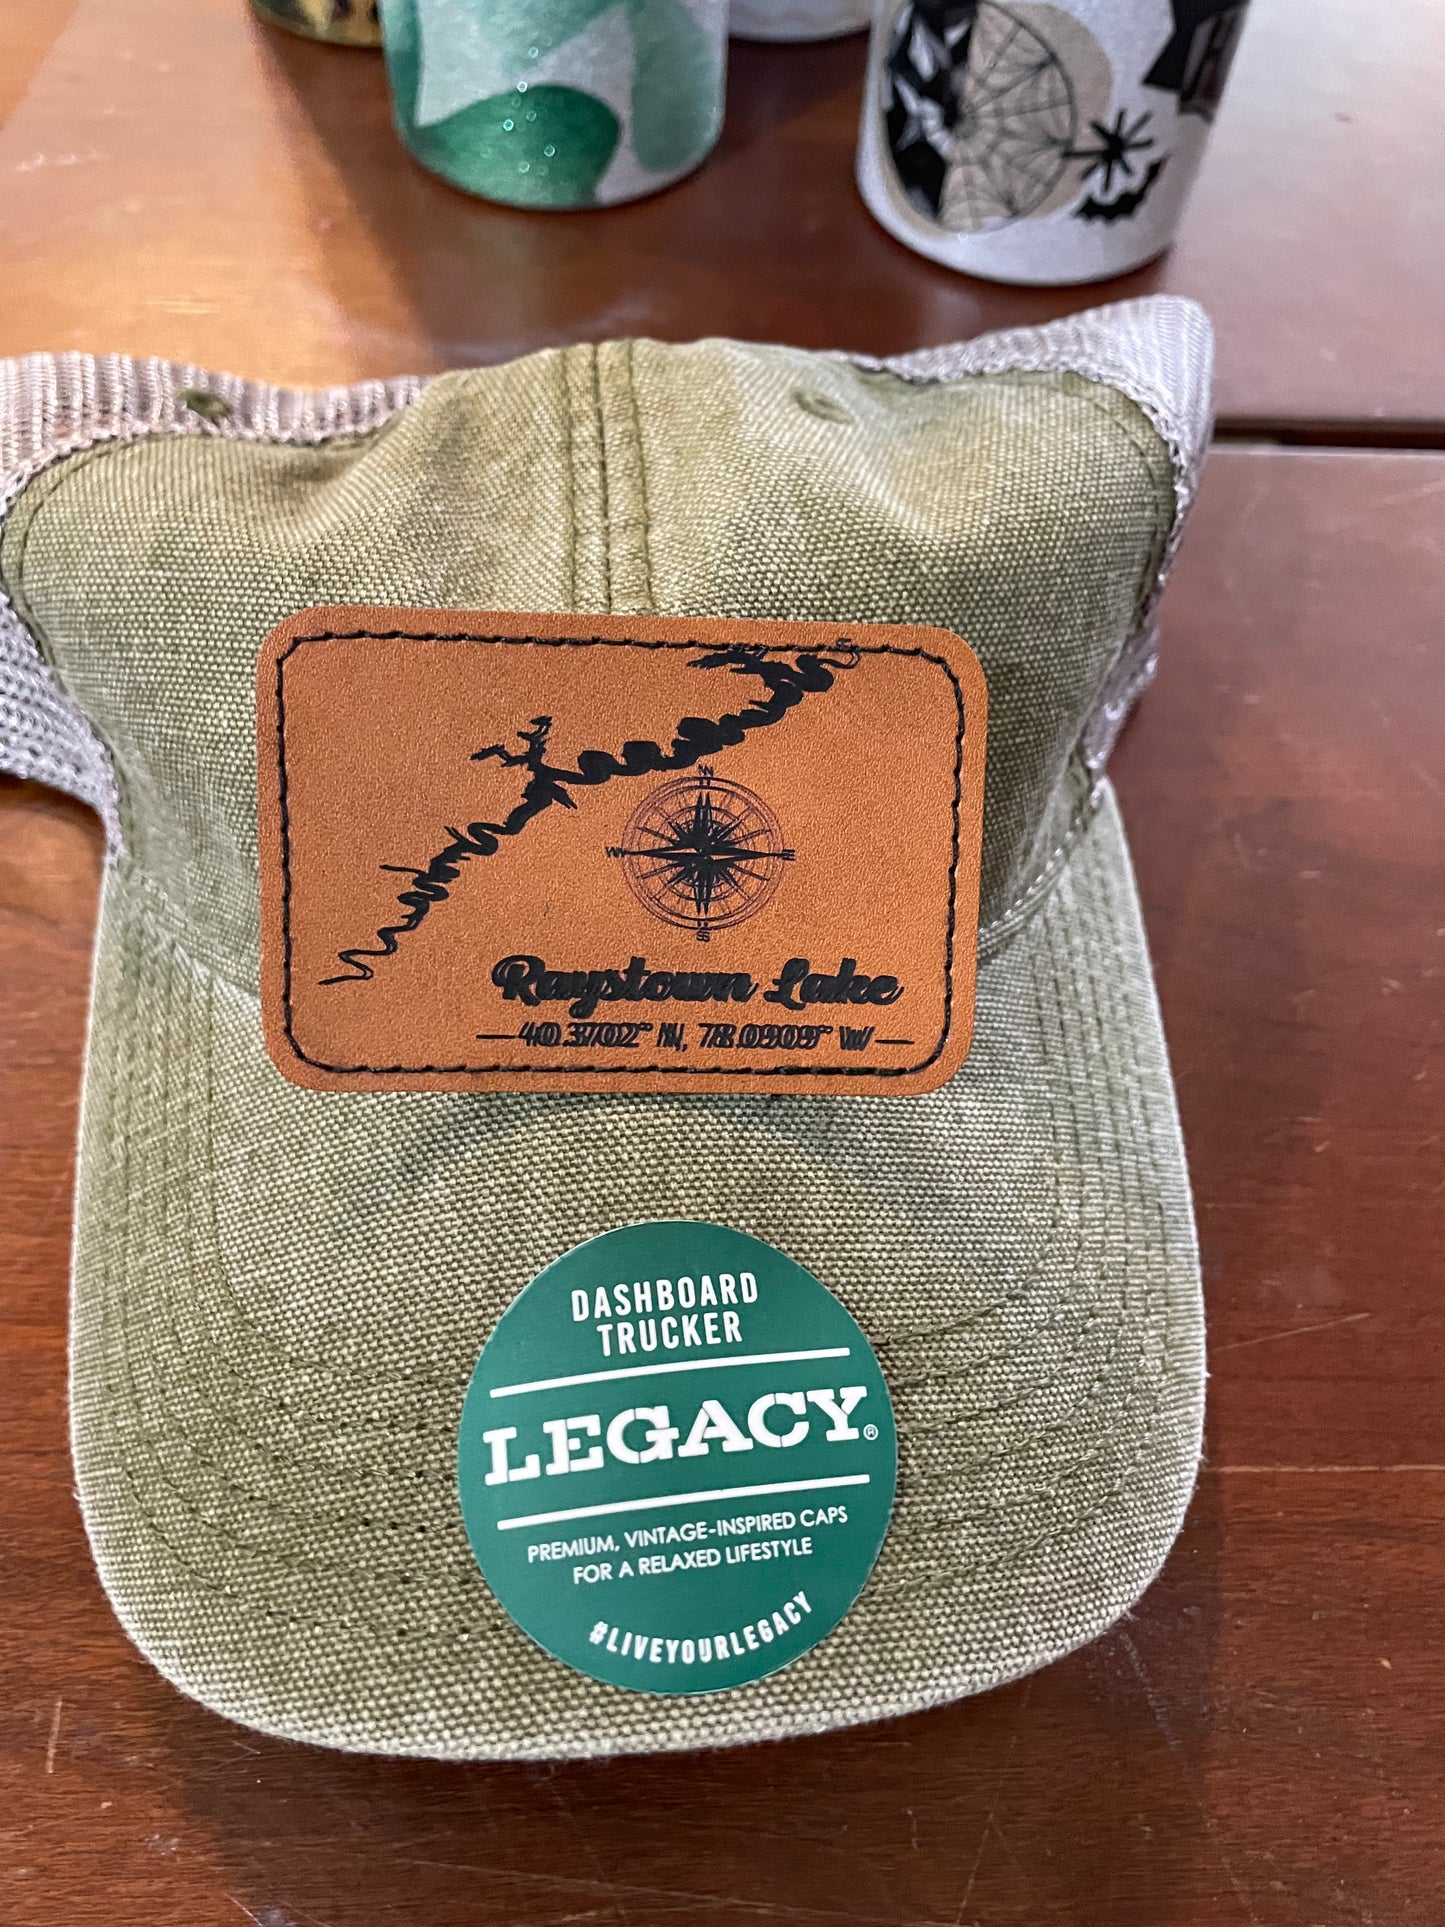 N
W E
S
Raystown Lake
40.3702° N, 78.0909° W
DASHBOARD
TRUCKER
LEGACY®
PREMIUM, VINTAGE-INSPIRED CAPS
FOR A RELAXED LIFESTYLE
#LIVEYOURLEGACY